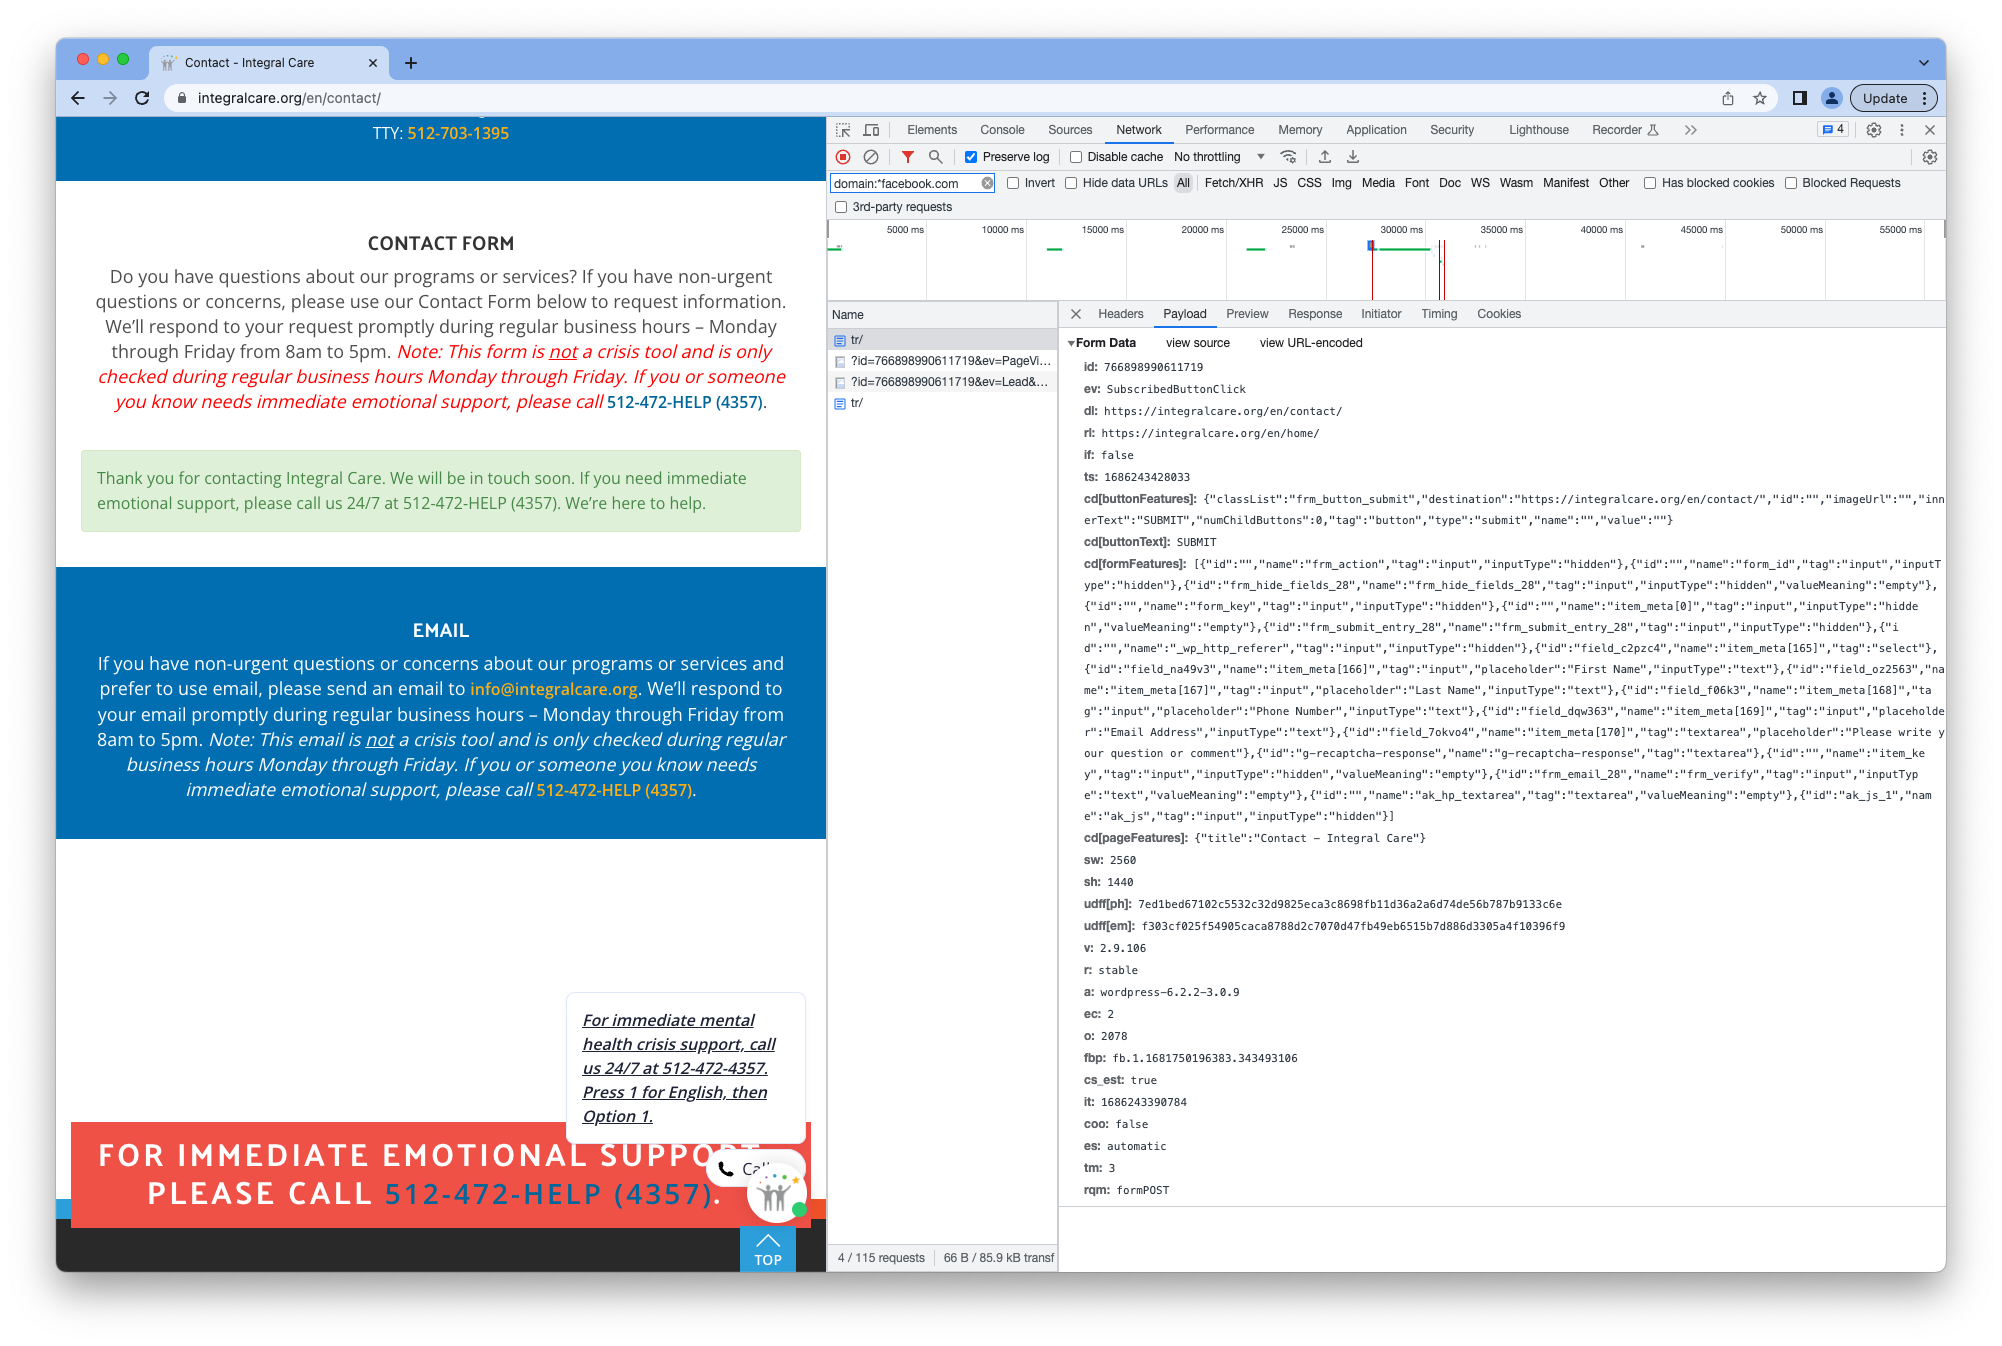 Contact - Integral Care
integralcare.org/en/contact/
Update
TTY: 512-703-1395
CONTACT FORM
Do you have questions about our programs or services? If you have non-urgent
questions or concerns, please use our Contact Form below to request information.
We’ll respond to your request promptly during regular business hours – Monday
through Friday from 8am to 5pm. Note: This form is not a crisis tool and is only
checked during regular business hours Monday through Friday. If you or someone
you know needs immediate emotional support, please call 512-472-HELP (4357).
Thank you for contacting Integral Care. We will be in touch soon. If you need immediate
emotional support, please call us 24/7 at 512-472-HELP (4357). We’re here to help.
EMAIL
If you have non-urgent questions or concerns about our programs or services and
prefer to use email, please send an email to info@integralcare.org. We’ll respond to
your email promptly during regular business hours – Monday through Friday from
8am to 5pm. Note: This email is not a crisis tool and is only checked during regular
business hours Monday through Friday. If you or someone you know needs
immediate emotional support, please call 512-472-HELP (4357).
For immediate mental
health crisis support, call
us 24/7 at 512-472-4357.
Press 1 for English, then
Option 1.
FOR IMMEDIATE EMOTIONAL SUPPORT
PLEASE CALL 512-472-HELP (4357).
TOP
Elements Console Sources Network Performance Memory Application Security Lighthouse Recorder 4
Preserve log Disable cache No throttling
domain:*facebook.com Invert Hide data URLs All Fetch/XHR JS CSS Img Media Font Doc WS Wasm Manifest Other Has blocked cookies Blocked Requests
3rd-party requests
5000 ms 10000 ms 15000 ms 20000 ms 25000 ms 30000 ms 35000 ms 40000 ms 45000 ms 50000 ms 55000 ms
Name
tr/
?id=766898990611719&ev=PageVi...
?id=766898990611719&ev=Lead&...
tr/
4 / 115 requests 66 B / 85.9 kB transf
Headers Payload Preview Response Initiator Timing Cookies
Form Data view source view URL-encoded
id: 766898990611719
ev: SubscribedButtonClick
dl: https://integralcare.org/en/contact/
rl: https://integralcare.org/en/home/
if: false
ts: 1686243428033
cd[buttonFeatures]: {"classList":"frm_button_submit","destination":"https://integralcare.org/en/contact/","id":"","imageUrl":"","inn
erText":"SUBMIT","numChildButtons":0,"tag":"button","type":"submit","name":"","value":""}
cd[buttonText]: SUBMIT
cd[formFeatures]: [{"id":"","name":"frm_action","tag":"input","inputType":"hidden"},{"id":"","name":"form_id","tag":"input","inputT
ype":"hidden"},{"id":"frm_hide_fields_28","name":"frm_hide_fields_28","tag":"input","inputType":"hidden","valueMeaning":"empty"},
{"id":"","name":"form_key","tag":"input","inputType":"hidden"},{"id":"","name":"item_meta[0]","tag":"input","inputType":"hidde
n","valueMeaning":"empty"},{"id":"frm_submit_entry_28","name":"frm_submit_entry_28","tag":"input","inputType":"hidden"},{"i
d":"","name":"_wp_http_referer","tag":"input","inputType":"hidden"},{"id":"field_c2pzc4","name":"item_meta[165]","tag":"select"},
{"id":"field_na49v3","name":"item_meta[166]","tag":"input","placeholder":"First Name","inputType":"text"},{"id":"field_oz2563","na
me":"item_meta[167]","tag":"input","placeholder":"Last Name","inputType":"text"},{"id":"field_f06k3","name":"item_meta[168]","ta
g":"input","placeholder":"Phone Number","inputType":"text"},{"id":"field_dqw363","name":"item_meta[169]","tag":"input","placeholde
r":"Email Address","inputType":"text"},{"id":"field_7okvo4","name":"item_meta[170]","tag":"textarea","placeholder":"Please write y
our question or comment"},{"id":"g-recaptcha-response","name":"g-recaptcha-response","tag":"textarea"},{"id":"","name":"item_ke
y","tag":"input","inputType":"hidden","valueMeaning":"empty"},{"id":"frm_email_28","name":"frm_verify","tag":"input","inputTyp
e":"text","valueMeaning":"empty"},{"id":"","name":"ak_hp_textarea","tag":"textarea","valueMeaning":"empty"},{"id":"ak_js_1","nam
e":"ak_js","tag":"input","inputType":"hidden"}]
cd[pageFeatures]: {"title":"Contact - Integral Care"}
sw: 2560
sh: 1440
udff[ph]: 7ed1bed67102c5532c32d9825eca3c8698fb11d36a2a6d74de56b787b9133c6e
udff[em]: f303cf025f54905caca8788d2c7070d47fb49eb6515b7d886d3305a4f10396f9
v: 2.9.106
r: stable
a: wordpress-6.2.2-3.0.9
ec: 2
o: 2078
fbp: fb.1.1681750196383.343493106
cs_est: true
it: 1686243390784
coo: false
es: automatic
tm: 3
rqm: formPOST